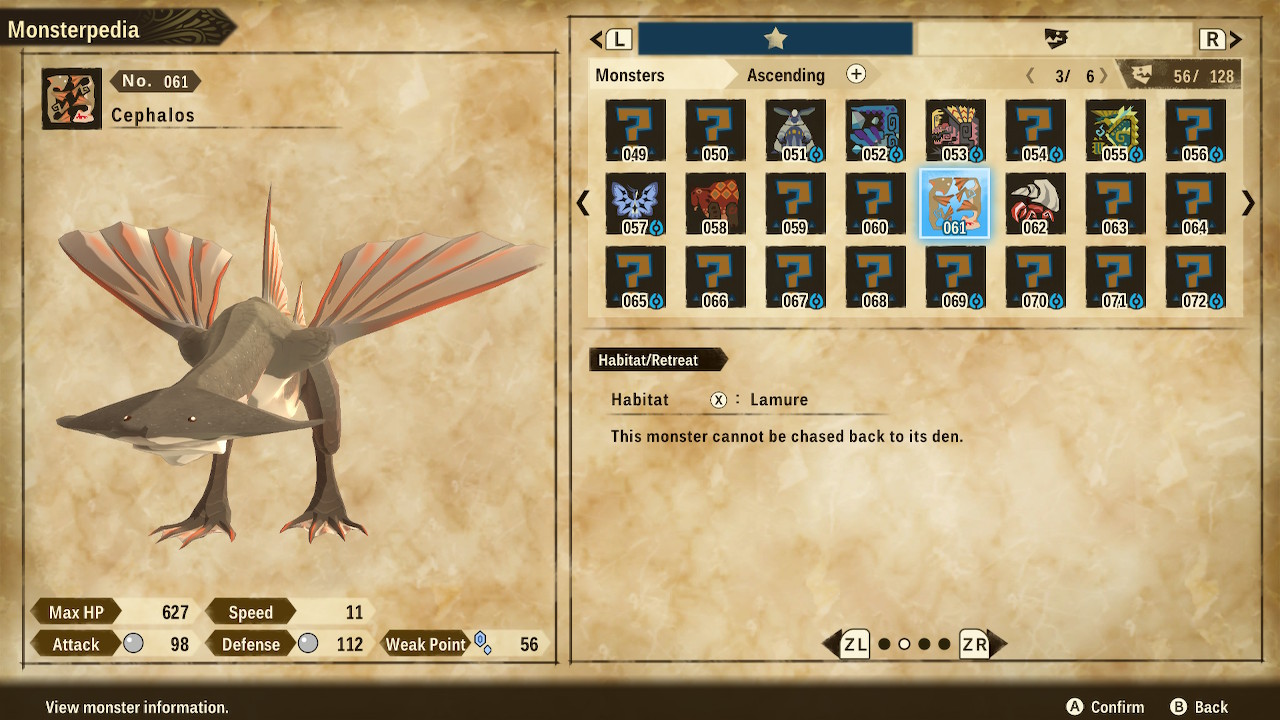 Monsterpedia
No. 061
Cephalos
L
R
Monsters
Ascending
3/ 6
56/ 128
049 050 051 052 053 054 055 056
057 058 059 060 061 062 063 064
065 066 067 068 069 070 071 072
Habitat/Retreat
Habitat X : Lamure
This monster cannot be chased back to its den.
Max HP 627 Speed 11
Attack 98 Defense 112 Weak Point 56
ZL ZR
View monster information.
A Confirm B Back